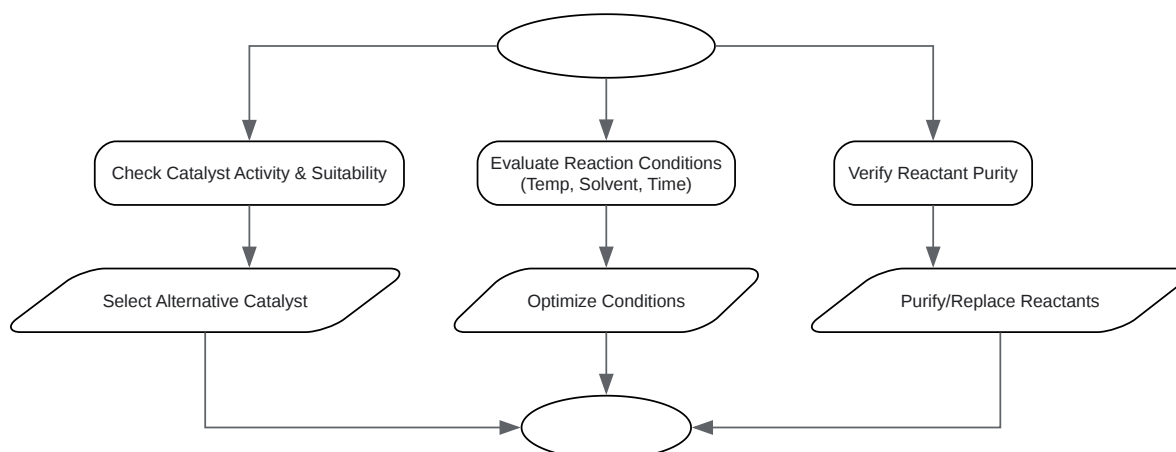 Check Catalyst Activity & Suitability
Evaluate Reaction Conditions
(Temp, Solvent, Time)
Verify Reactant Purity
Select Alternative Catalyst
Optimize Conditions
Purify/Replace Reactants